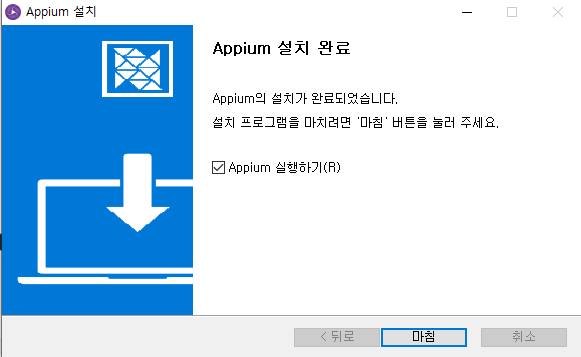 Appium 설치
Appium 설치 완료
Appium의 설치가 완료되었습니다.
설치 프로그램을 마치려면 '마침' 버튼을 눌러 주세요.
Appium 실행하기(R)
< 뒤로
마침
취소